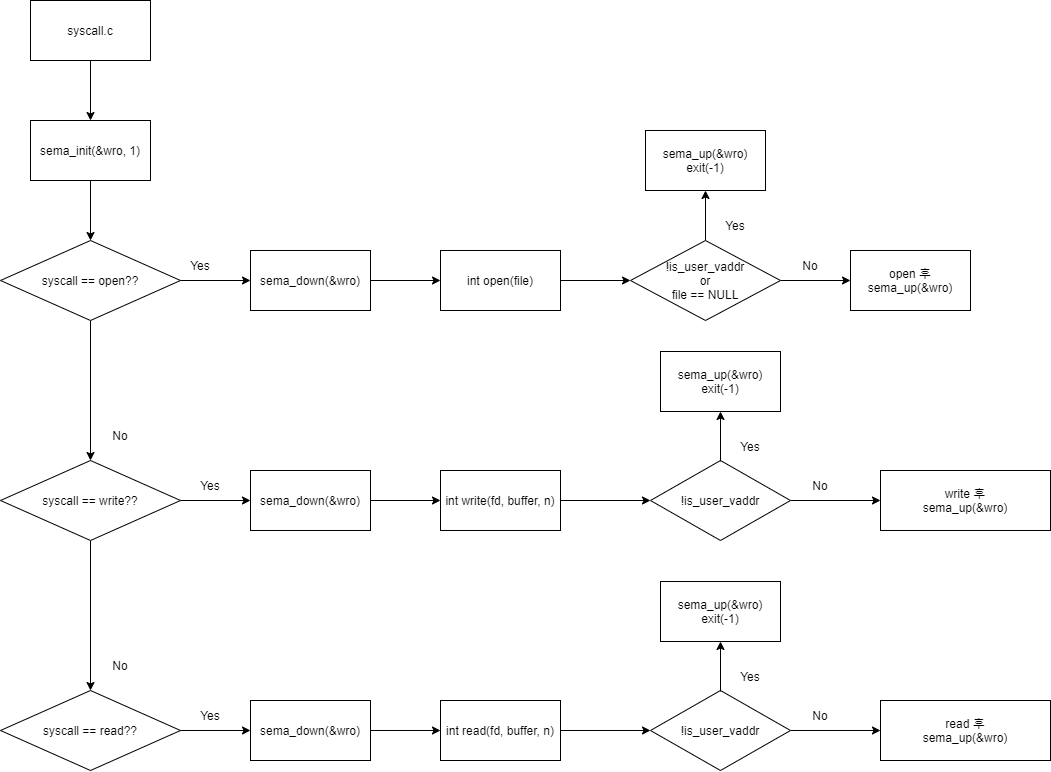 syscall.c
sema_init(&wro, 1)
syscall == open??
Yes
sema_down(&wro)
int open(file)
!is_user_vaddr
or
file == NULL
Yes
sema_up(&wro)
exit(-1)
No
open 후
sema_up(&wro)
No
syscall == write??
Yes
sema_down(&wro)
int write(fd, buffer, n)
!is_user_vaddr
Yes
sema_up(&wro)
exit(-1)
No
write 후
sema_up(&wro)
No
syscall == read??
Yes
sema_down(&wro)
int read(fd, buffer, n)
!is_user_vaddr
Yes
sema_up(&wro)
exit(-1)
No
read 후
sema_up(&wro)